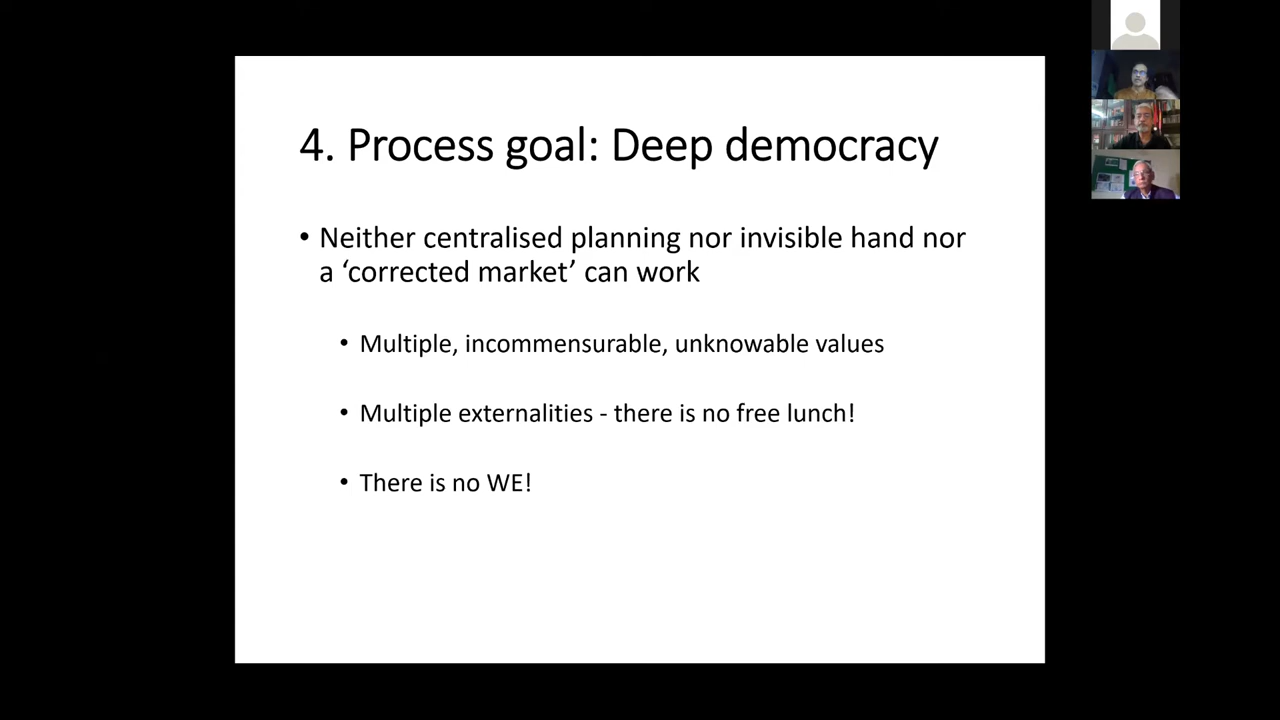 4. Process goal: Deep democracy
• Neither centralised planning nor invisible hand nor
a ‘corrected market’ can work
• Multiple, incommensurable, unknowable values
• Multiple externalities - there is no free lunch!
• There is no WE!